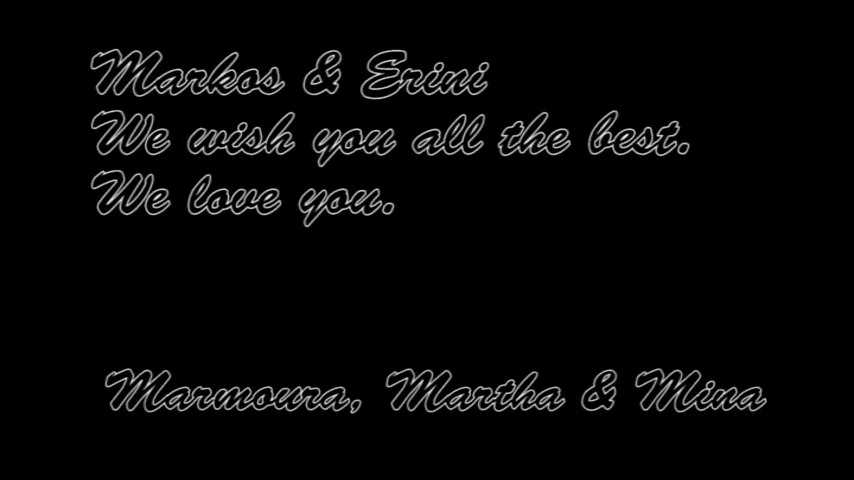 Markos & Erini
We wish you all the best.
We love you.
Marmoura, Martha & Mina